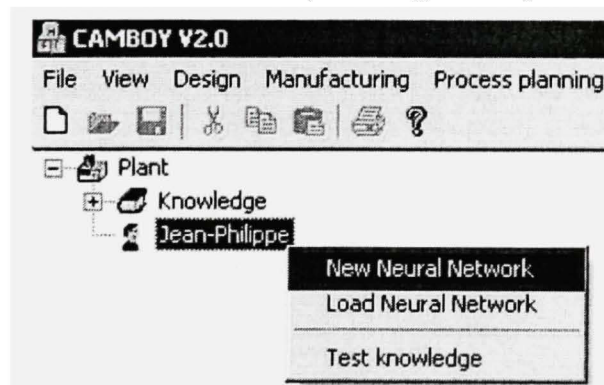 CAMBOY V2.0
File View Design Manufacturing Process planning
Plant
Knowledge
Jean-Philippe
New Neural Network
Load Neural Network
Test knowledge